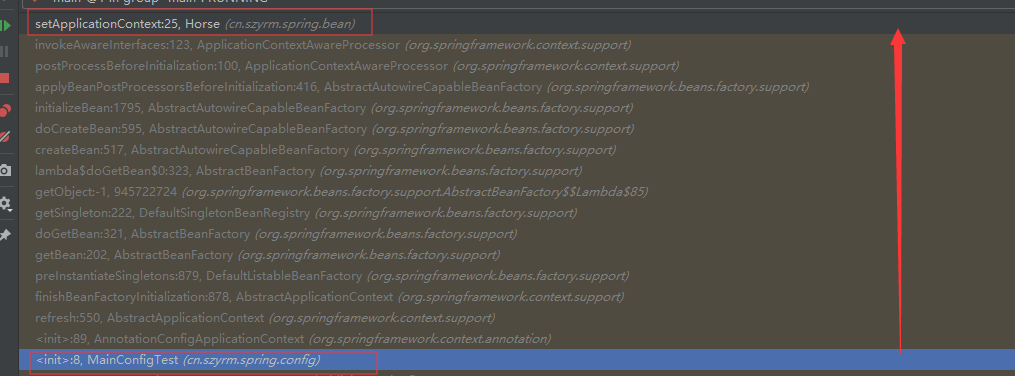 setApplicationContext:25, Horse (cn.szyrm.spring.bean)
invokeAwareInterfaces:123, ApplicationContextAwareProcessor (org.springframework.context.support)
postProcessBeforeInitialization:100, ApplicationContextAwareProcessor (org.springframework.context.support)
applyBeanPostProcessorsBeforeInitialization:416, AbstractAutowireCapableBeanFactory (org.springframework.beans.factory.support)
initializeBean:1795, AbstractAutowireCapableBeanFactory (org.springframework.beans.factory.support)
doCreateBean:595, AbstractAutowireCapableBeanFactory (org.springframework.beans.factory.support)
createBean:517, AbstractAutowireCapableBeanFactory (org.springframework.beans.factory.support)
lambda$doGetBean$0:323, AbstractBeanFactory (org.springframework.beans.factory.support)
getObject:-1, 945722724 (org.springframework.beans.factory.support.AbstractBeanFactory$$Lambda$85)
getSingleton:222, DefaultSingletonBeanRegistry (org.springframework.beans.factory.support)
doGetBean:321, AbstractBeanFactory (org.springframework.beans.factory.support)
getBean:202, AbstractBeanFactory (org.springframework.beans.factory.support)
preInstantiateSingletons:879, DefaultListableBeanFactory (org.springframework.beans.factory.support)
finishBeanFactoryInitialization:878, AbstractApplicationContext (org.springframework.context.support)
refresh:550, AbstractApplicationContext (org.springframework.context.support)
<init>:89, AnnotationConfigApplicationContext (org.springframework.context.annotation)
<init>:8, MainConfigTest (cn.szyrm.spring.config)